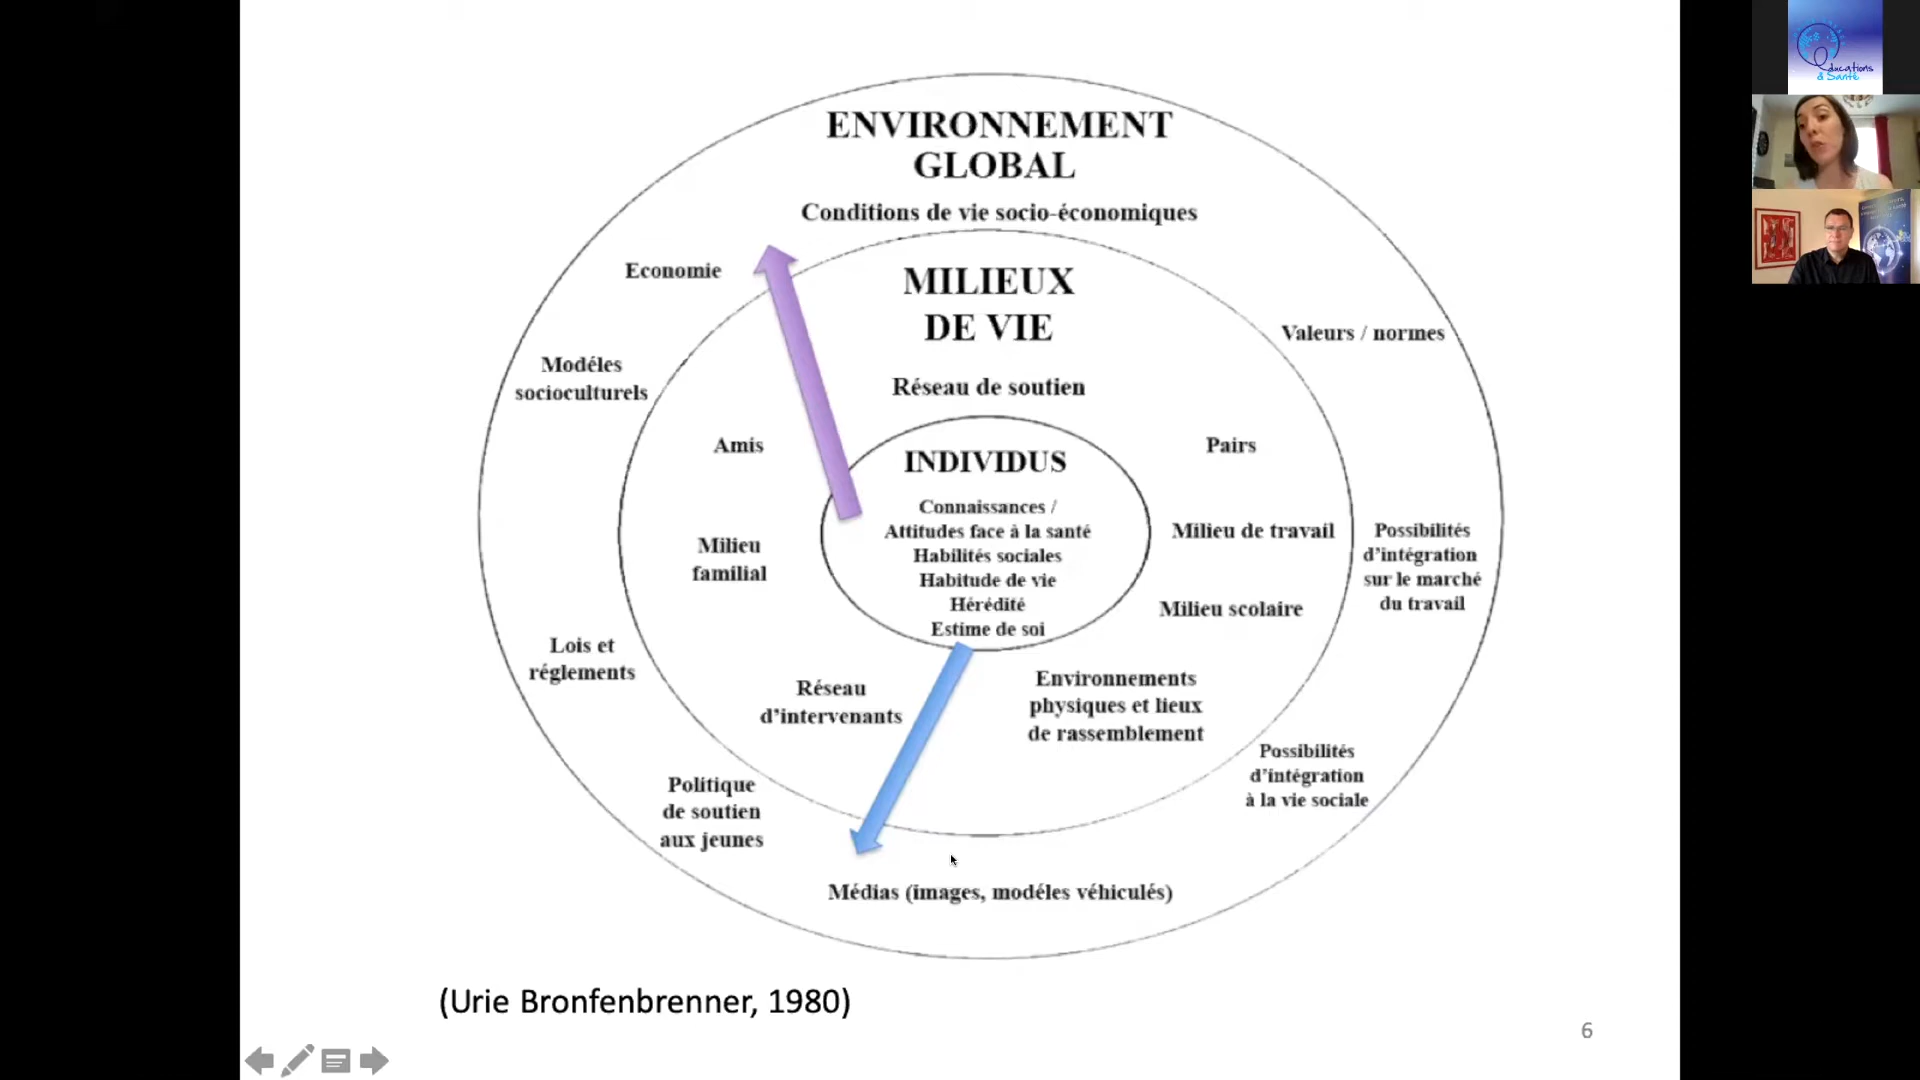 ENVIRONNEMENT
GLOBAL
Conditions de vie socio-économiques
Economie
MILIEUX
DE VIE
Valeurs / normes
Modéles
socioculturels
Réseau de soutien
Amis
Pairs
INDIVIDUS
Connaissances /
Attitudes face à la santé
Habilités sociales
Habitude de vie
Hérédité
Estime de soi
Milieu
familial
Milieu de travail
Possibilités
d’intégration
sur le marché
du travail
Milieu scolaire
Lois et
réglements
Réseau
d’intervenants
Environnements
physiques et lieux
de rassemblement
Possibilités
d’intégration
à la vie sociale
Politique
de soutien
aux jeunes
Médias (images, modéles véhiculés)
(Urie Bronfenbrenner, 1980)
6
Educations
& Santé